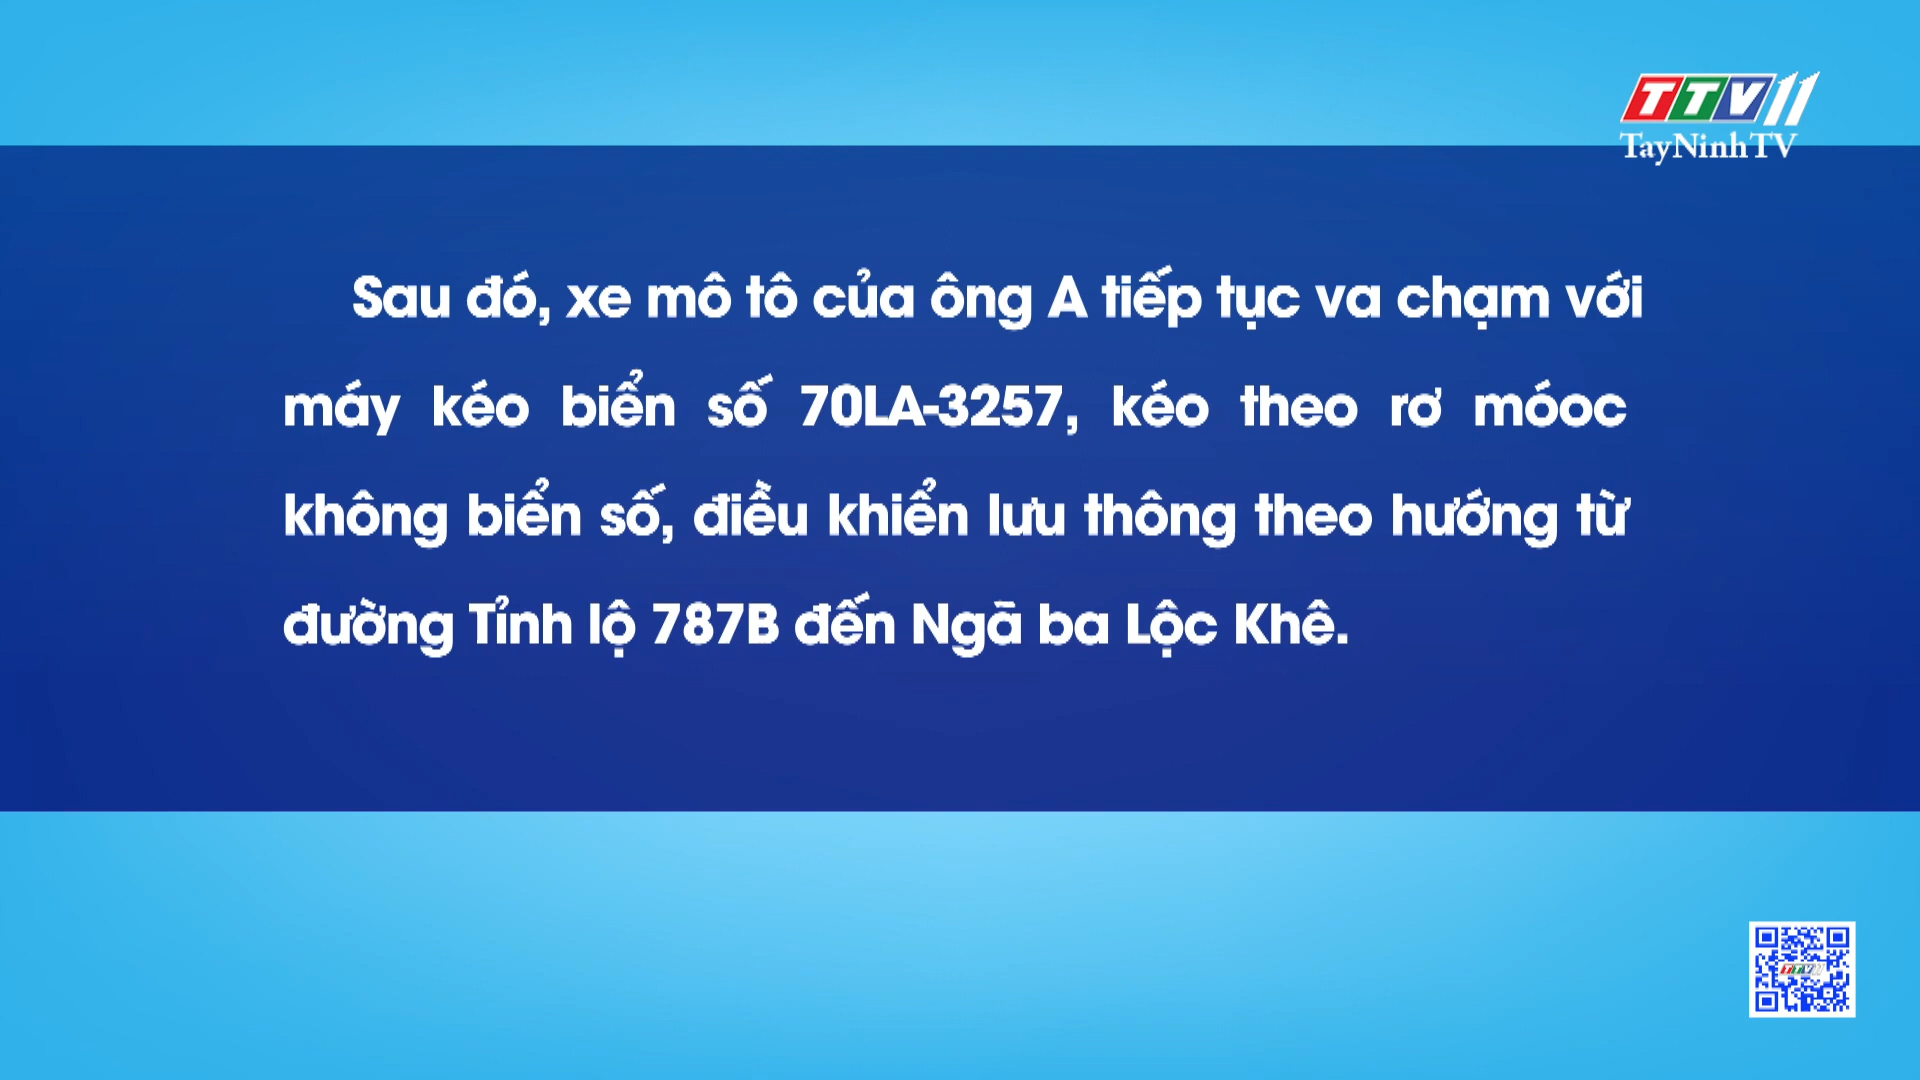 TTV11
TayNinhTV
Sau đó, xe mô tô của ông A tiếp tục va chạm với
máy kéo biển số 70LA-3257, kéo theo rơ móoc
không biển số, điều khiển lưu thông theo hướng từ
đường Tỉnh lộ 787B đến Ngã ba Lộc Khê.
TTV11